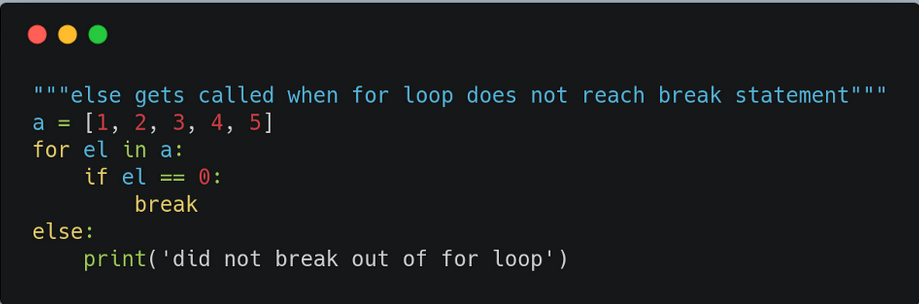 """else gets called when for loop does not reach break statement"""
a = [1, 2, 3, 4, 5]
for el in a:
    if el == 0:
        break
else:
    print('did not break out of for loop')